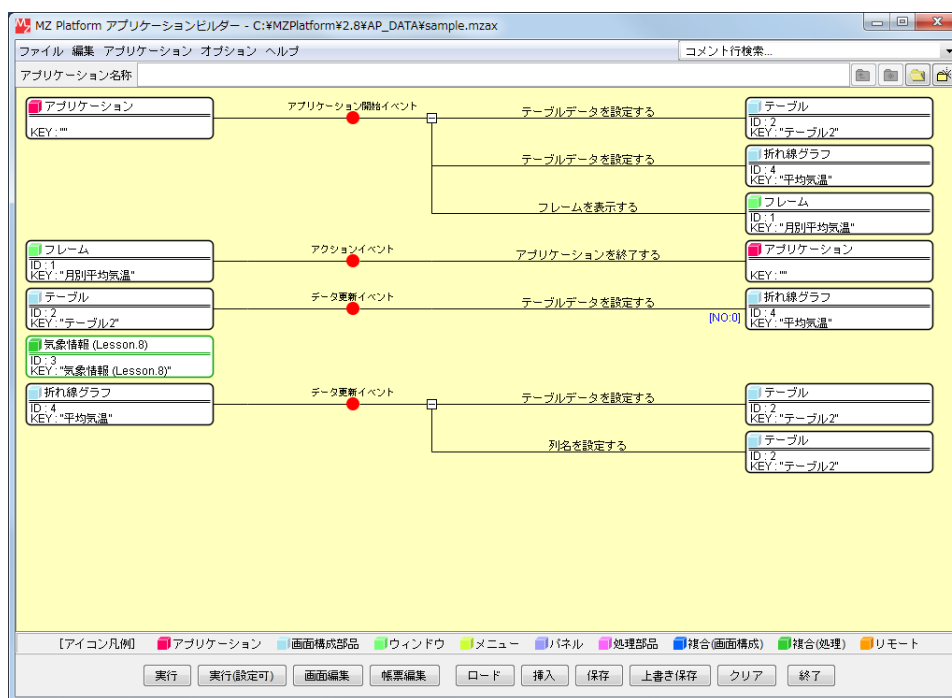 MZ Platform アプリケーションビルダー - C:¥MZPlatform¥2.8¥AP_DATA¥sample.mzax
ファイル 編集 アプリケーション オプション ヘルプ コメント行検索...
アプリケーション名称
アプリケーション
KEY:""
アプリケーション開始イベント
テーブルデータを設定する
テーブル
ID:2
KEY:"テーブル2"
テーブルデータを設定する
折れ線グラフ
ID:4
KEY:"平均気温"
フレームを表示する
フレーム
ID:1
KEY:"月別平均気温"
フレーム
ID:1
KEY:"月別平均気温"
アクションイベント
アプリケーションを終了する
アプリケーション
KEY:""
テーブル
ID:2
KEY:"テーブル2"
データ更新イベント
テーブルデータを設定する
[NO:0]
折れ線グラフ
ID:4
KEY:"平均気温"
気象情報 (Lesson.8)
ID:3
KEY:"気象情報 (Lesson.8)"
折れ線グラフ
ID:4
KEY:"平均気温"
データ更新イベント
テーブルデータを設定する
テーブル
ID:2
KEY:"テーブル2"
列名を設定する
テーブル
ID:2
KEY:"テーブル2"
[アイコン凡例] アプリケーション 画面構成部品 ウィンドウ メニュー パネル 処理部品 複合(画面構成) 複合(処理) リモート
実行 実行(設定可) 画面編集 帳票編集 ロード 挿入 保存 上書き保存 クリア 終了